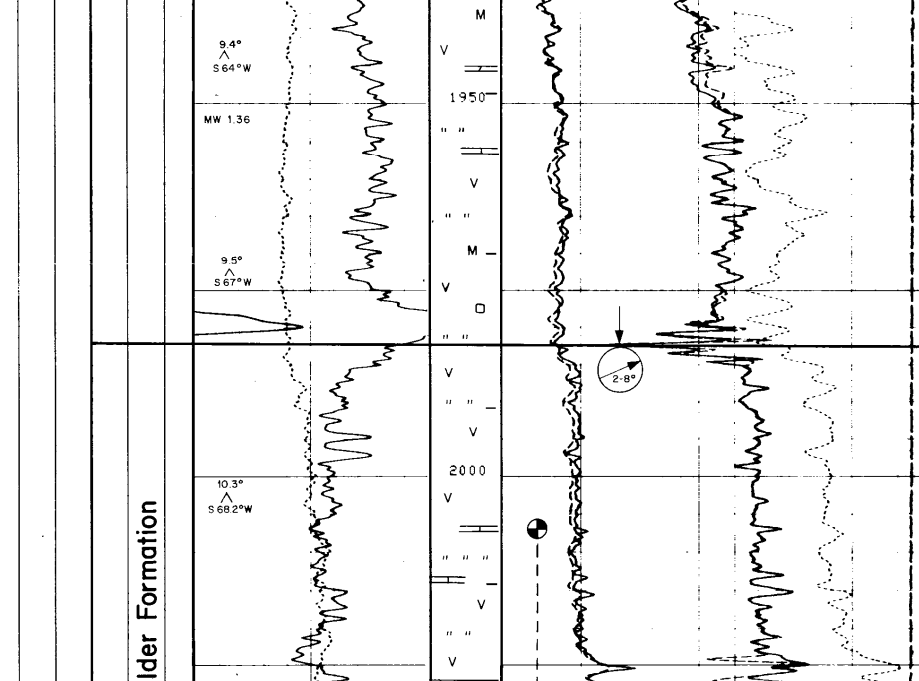 M
9.4°
S 64° W
V
1950
MW 1.36
" "
V
" "
M
9.5°
S 67° W
V
O
" "
V
2-8°
" "
V
2000
10.3°
S 68.2° W
V
" " "
V
" "
V
lder Formation